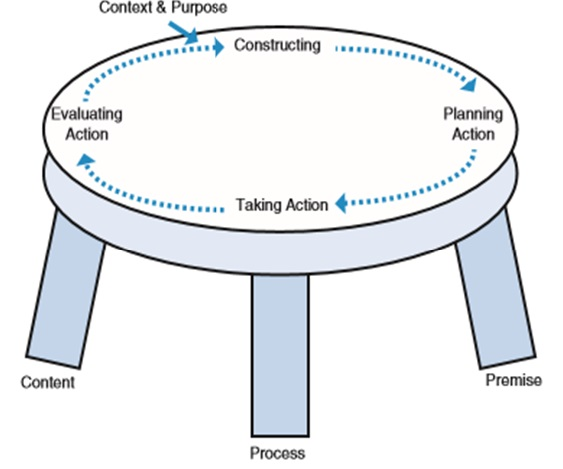 Context & Purpose
Constructing
Evaluating
Action
Planning
Action
Taking Action
Content
Premise
Process